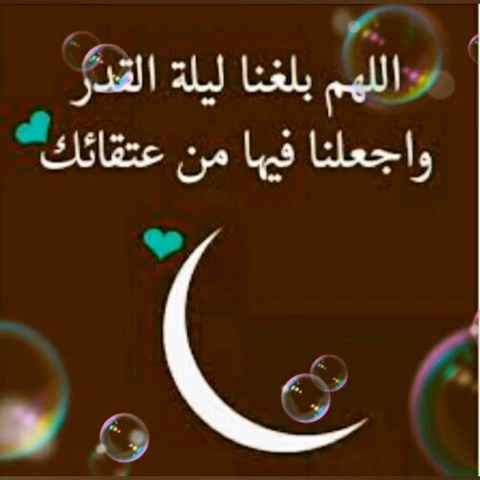 اللهم بلغنا ليلة القدر
واجعلنا فيها من عتقائك